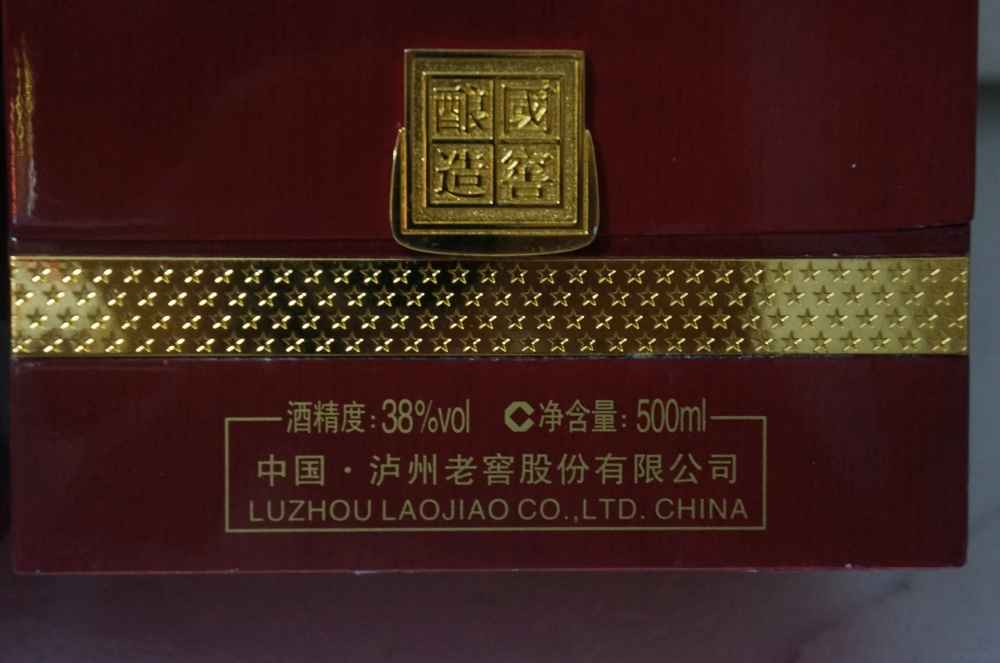 國窖
酿造
酒精度:38%vol 净含量:500ml
中国·泸州老窖股份有限公司
LUZHOU LAOJIAO CO.,LTD. CHINA